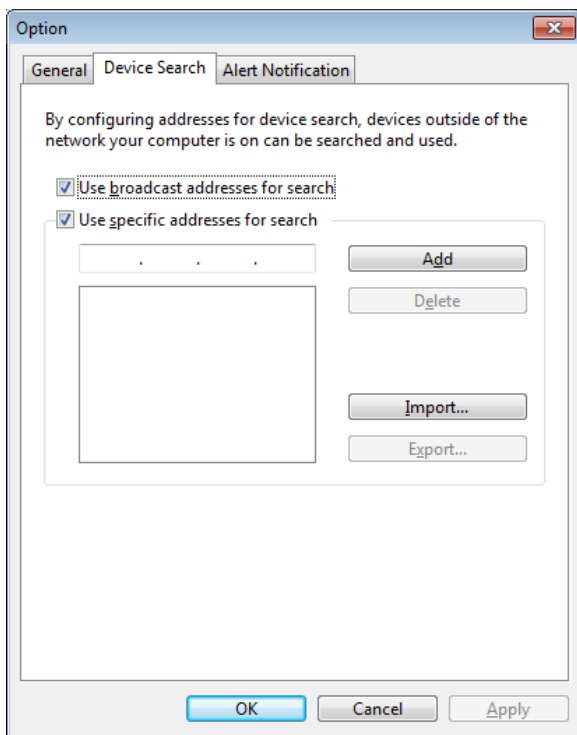 Option
General Device Search Alert Notification
By configuring addresses for device search, devices outside of the
network your computer is on can be searched and used.
Use broadcast addresses for search
Use specific addresses for search
. . . Add
Delete
Import...
Export...
OK Cancel Apply